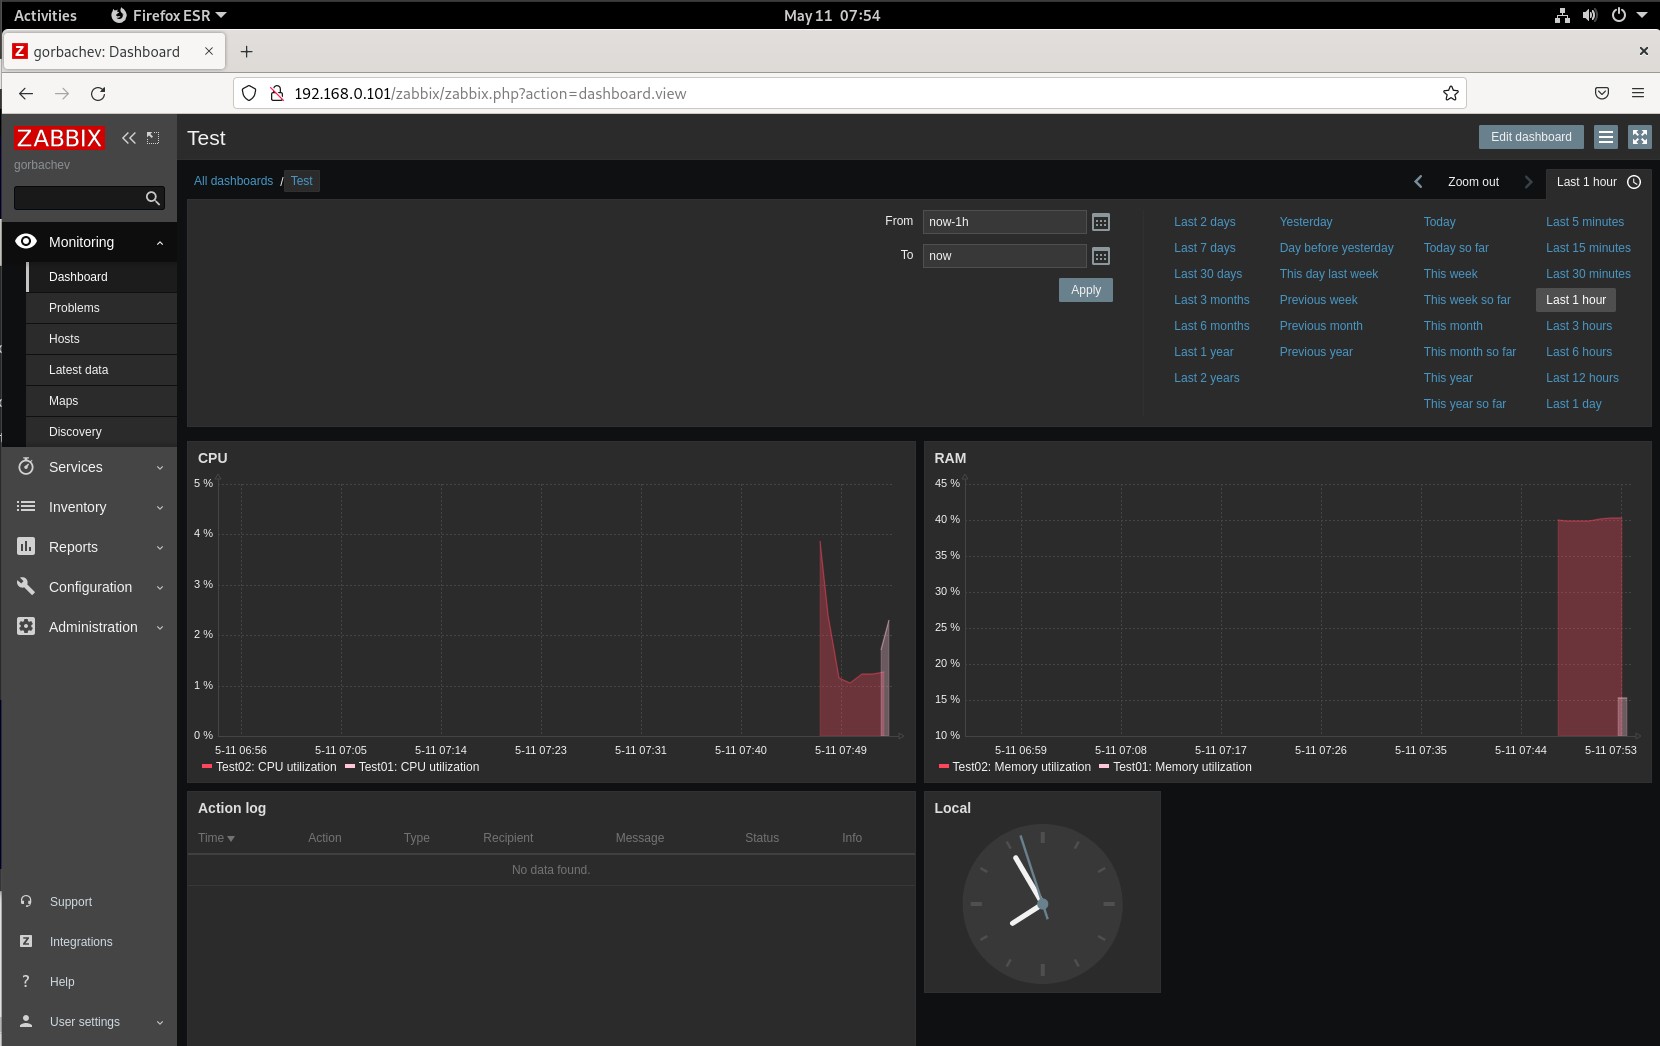 Activities Firefox ESR May 11 07:54
Z gorbachev: Dashboard
192.168.0.101/zabbix/zabbix.php?action=dashboard.view
ZABBIX
gorbachev
Monitoring
Dashboard
Problems
Hosts
Latest data
Maps
Discovery
Services
Inventory
Reports
Configuration
Administration
Support
Z Integrations
? Help
User settings
Test Edit dashboard
All dashboards / Test Zoom out Last 1 hour
From now-1h
To now
Apply
Last 2 days Yesterday Today Last 5 minutes
Last 7 days Day before yesterday Today so far Last 15 minutes
Last 30 days This day last week This week Last 30 minutes
Last 3 months Previous week This week so far Last 1 hour
Last 6 months Previous month This month Last 3 hours
Last 1 year Previous year This month so far Last 6 hours
Last 2 years This year Last 12 hours
This year so far Last 1 day
CPU
5 %
4 %
3 %
2 %
1 %
0 %
5-11 06:56 5-11 07:05 5-11 07:14 5-11 07:23 5-11 07:31 5-11 07:40 5-11 07:49
Test02: CPU utilization Test01: CPU utilization
RAM
45 %
40 %
35 %
30 %
25 %
20 %
15 %
10 %
5-11 06:59 5-11 07:08 5-11 07:17 5-11 07:26 5-11 07:35 5-11 07:44 5-11 07:53
Test02: Memory utilization Test01: Memory utilization
Action log
Time Action Type Recipient Message Status Info
No data found.
Local